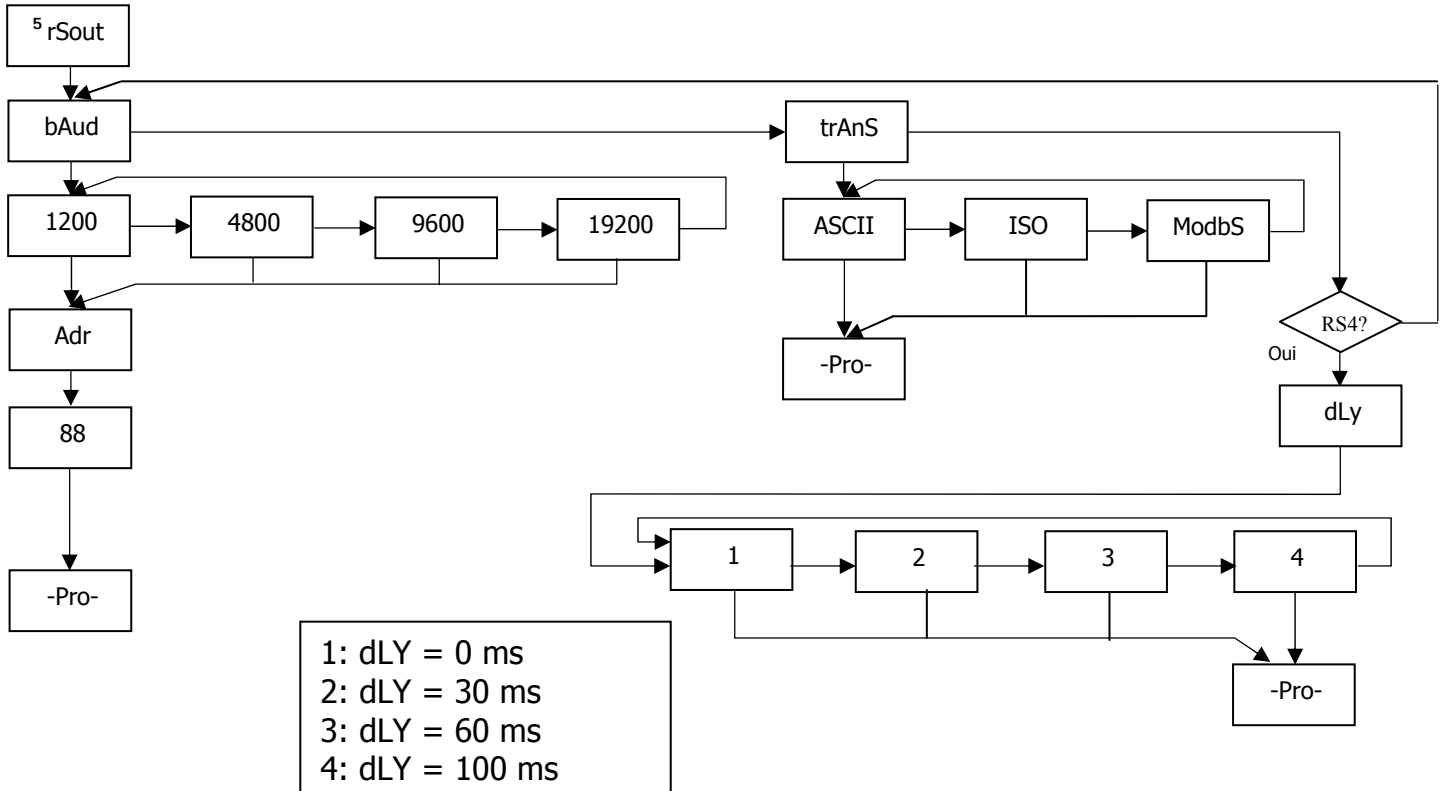 5 rSout
bAud
trAnS
1200
4800
9600
19200
ASCII
ISO
ModbS
Adr
RS4?
-Pro-
Oui
88
dLy
1
2
3
4
-Pro-
1: dLY = 0 ms
2: dLY = 30 ms
3: dLY = 60 ms
4: dLY = 100 ms
-Pro-